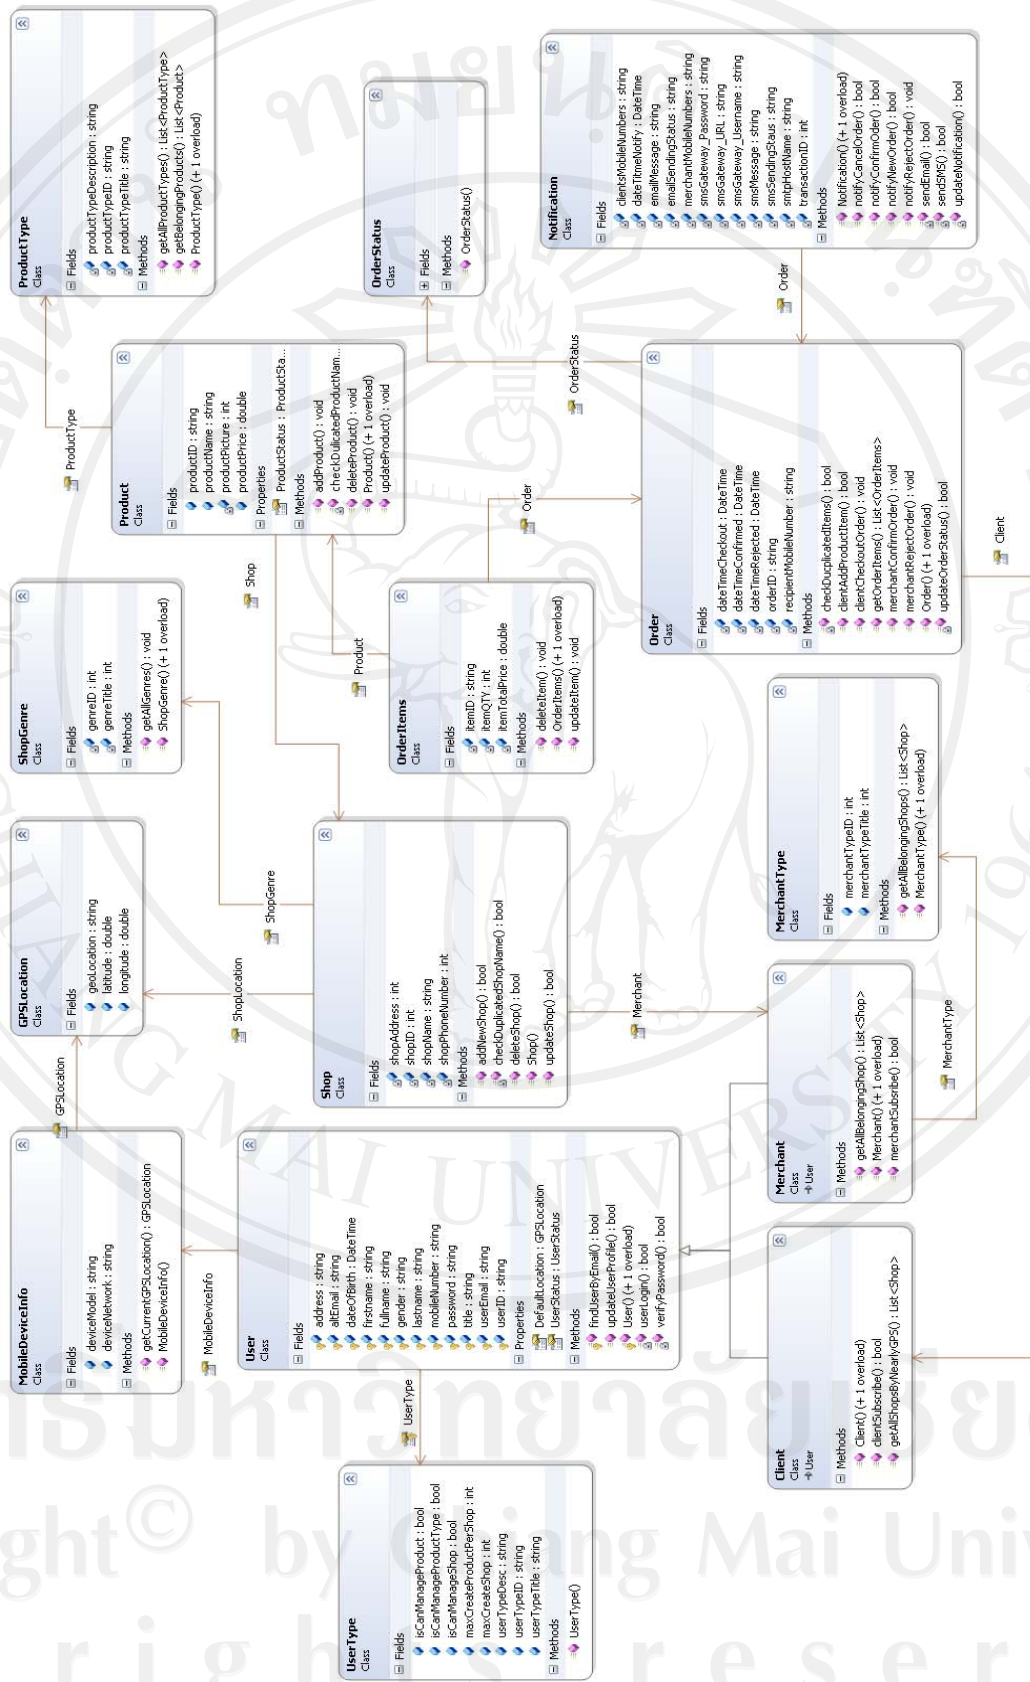 MobileDeviceInfo
Class
Fields
deviceModel : string
deviceNetwork : string
Methods
getCurrentGPSLocation() : GPSLocation
MobileDeviceInfo()
GPSLocation
GPSLocation
Class
Fields
geoLocation : string
latitude : double
longitude : double
ShopGenre
Class
Fields
genreID : int
genreTitle : int
Methods
getAllGenres() : void
ShopGenre() (+ 1 overload)
ProductType
Class
Fields
productTypeDescription : string
productTypeID : string
productTypeTitle : string
Methods
getAllProductTypes() : List<ProductType>
getBelongingProducts() : List<Product>
ProductType() (+ 1 overload)
MobileDeviceInfo
ShopLocation
ShopGenre
Shop
ProductType
User
Class
Fields
address : string
altEmail : string
dateOfBirth : DateTime
firstname : string
fullname : string
gender : string
lastname : string
mobileNumber : string
password : string
title : string
userEmail : string
userID : string
Properties
DefaultLocation : GPSLocation
UserStatus : UserStatus
Methods
findUserByEmail() : bool
updateUserProfile() : bool
User() (+ 1 overload)
userLogin() : bool
verifyPassword() : bool
Shop
Class
Fields
shopAddress : int
shopID : int
shopName : string
shopPhoneNumber : int
Methods
addNewShop() : bool
checkDuplicatedShopName() : bool
deleteShop() : bool
Shop()
updateShop() : bool
Product
Class
Fields
productID : string
productName : string
productPicture : int
productPrice : double
Properties
ProductStatus : ProductSta...
Methods
addProduct() : void
checkDulicatedProductNam...
deleteProduct() : void
Product() (+ 1 overload)
updateProduct() : void
UserType
UserType
Class
Fields
isCanManageProduct : bool
isCanManageProductType : bool
isCanManageShop : bool
maxCreateProductPerShop : int
maxCreateShop : int
userTypeDesc : string
userTypeID : string
userTypeTitle : string
Methods
UserType()
Product
OrderItems
Class
Fields
itemID : string
itemQTY : int
itemTotalPrice : double
Methods
deleteItem() : void
OrderItems() (+ 1 overload)
updateItem() : void
OrderStatus
Class
Fields
Methods
OrderStatus()
Order
OrderStatus
Merchant
Order
Class
Fields
dateTimeCheckout : DateTime
dateTimeConfirmed : DateTime
dateTimeRejected : DateTime
orderID : string
recipientMobileNumber : string
Methods
checkDucplicatedItems() : bool
clientAddProductItem() : bool
clientCheckoutOrder() : void
getOrderItems() : List<OrderItems>
merchantConfirmOrder() : void
merchantRejectOrder() : void
Order() (+ 1 overload)
updateOrderStatus() : bool
Notification
Class
Fields
clientsMobileNumbers : string
dateTitmeNotify : DateTime
emailMessage : string
emailSendingStatus : string
merchantMobileNumbers : string
smsGateway_Password : string
smsGateway_URL : string
smsGateway_Username : string
smsMessage : string
smsSendingStaus : string
smtpHostName : string
transactionID : int
Methods
Notification() (+ 1 overload)
notifyCancelOrder() : bool
notifyConfirmOder() : bool
notifyNewOrder() : bool
notifyRejectOrder() : void
sendEmail() : bool
sendSMS() : bool
updateNotification() : bool
Order
Client
Class
User
Methods
Client() (+ 1 overload)
clientSubscribe() : bool
getAllShopsByNearlyGPS() : List<Shop>
Merchant
Class
User
Methods
getAllBelongingShop() : List<Shop>
Merchant() (+ 1 overload)
merchantSubsribe() : bool
MerchantType
Class
Fields
merchantTypeID : int
merchantTypeTitle : int
Methods
getAllBelongingShops() : List<Shop>
MerchantType() (+ 1 overload)
MerchantType
Client
by Chiang Mai Univ